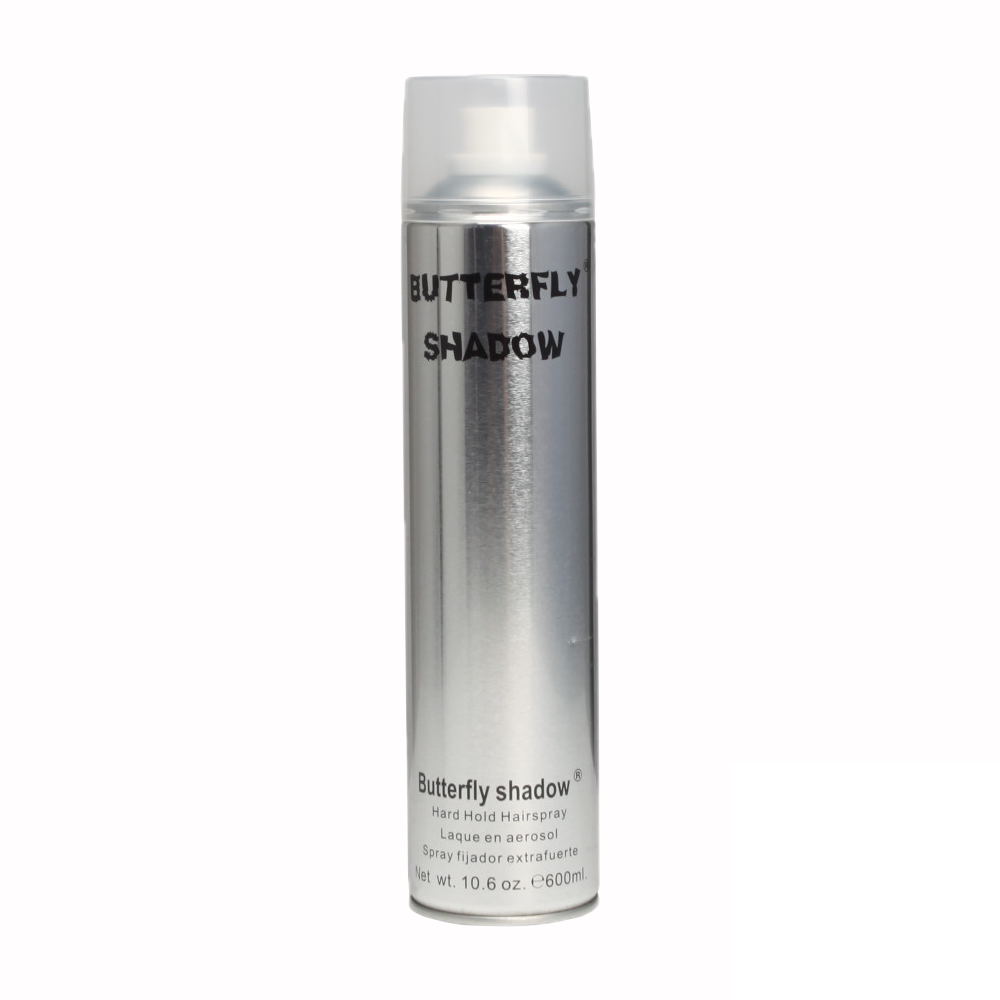 BUTTERFLY®
SHADOW
Butterfly shadow®
Hard Hold Hairspray
Laque en aerosol
Spray fijador extrafuerte
Net wt. 10.6 oz. ℮600ml.